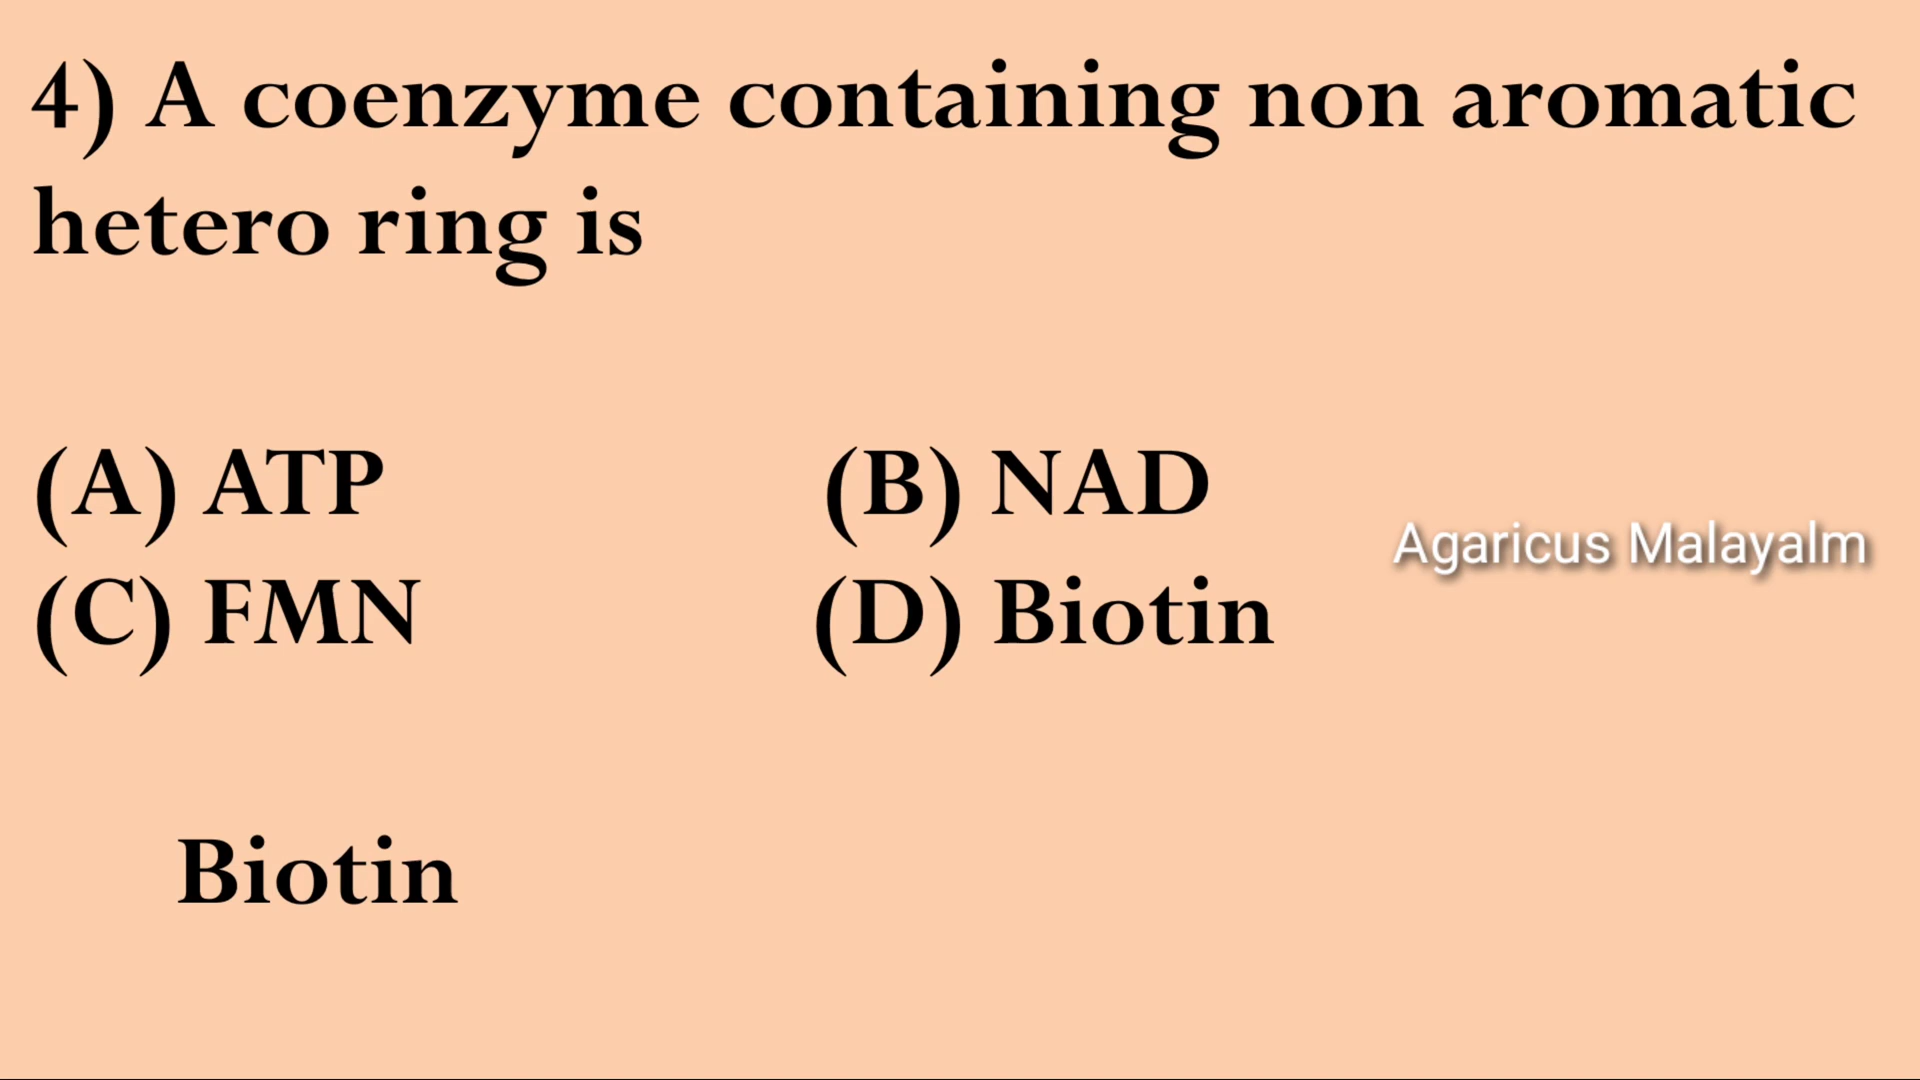 4) A coenzyme containing non aromatic
hetero ring is
(A) ATP (B) NAD
Agaricus Malayalm
(C) FMN (D) Biotin
Biotin